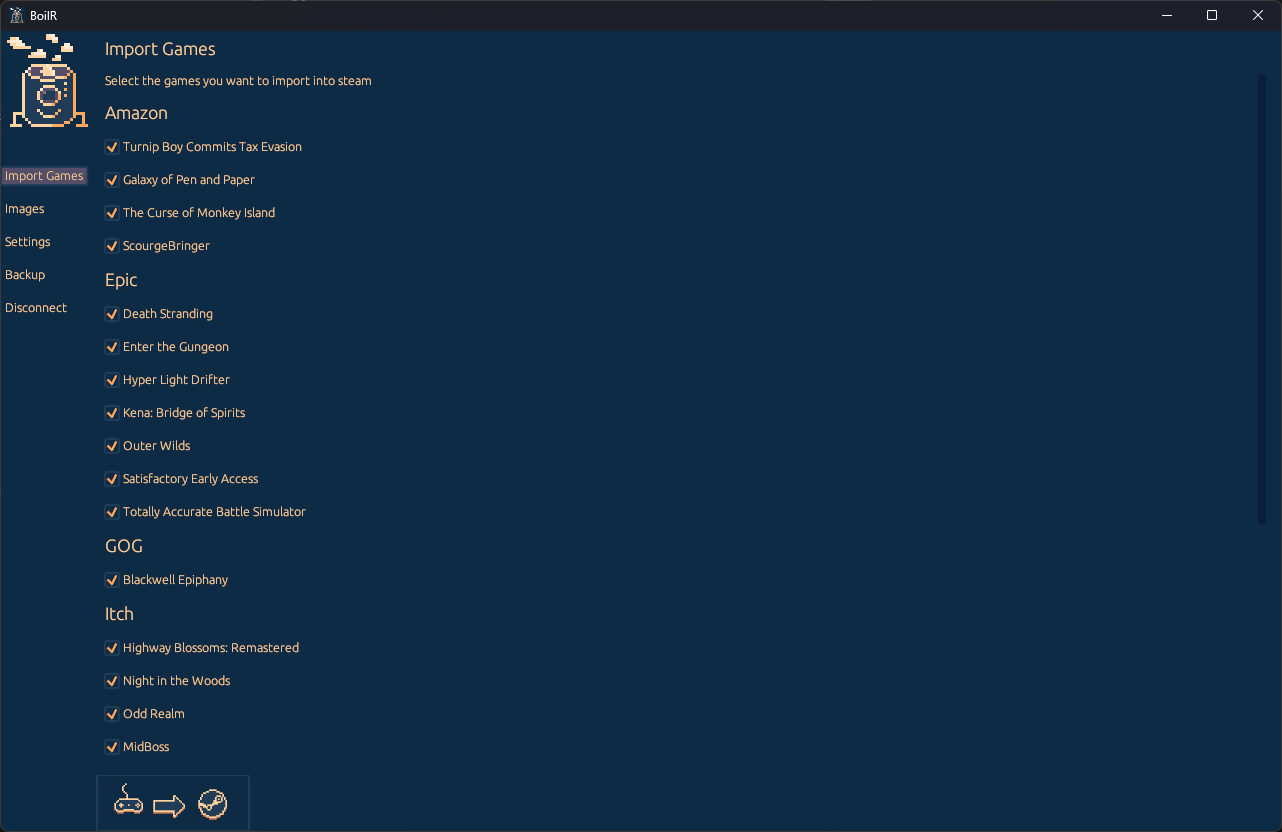 BoilR
Import Games
Select the games you want to import into steam
Amazon
Turnip Boy Commits Tax Evasion
Galaxy of Pen and Paper
The Curse of Monkey Island
ScourgeBringer
Epic
Death Stranding
Enter the Gungeon
Hyper Light Drifter
Kena: Bridge of Spirits
Outer Wilds
Satisfactory Early Access
Totally Accurate Battle Simulator
GOG
Blackwell Epiphany
Itch
Highway Blossoms: Remastered
Night in the Woods
Odd Realm
MidBoss
Import Games
Images
Settings
Backup
Disconnect